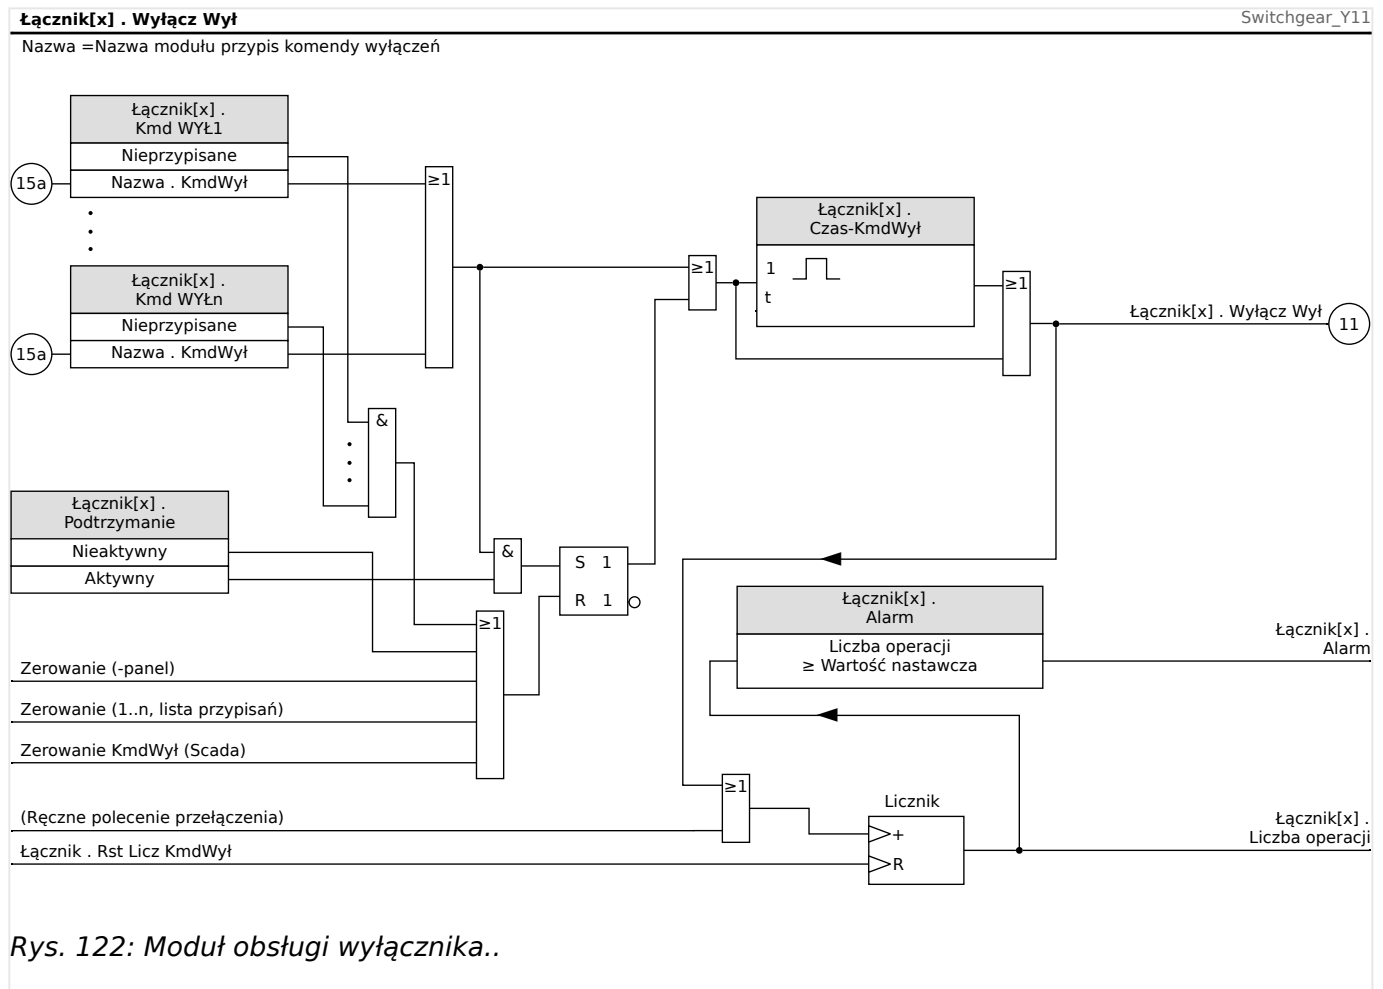 Łącznik[x] . Wyłącz Wył
Switchgear_Y11
Nazwa =Nazwa modułu przypis komendy wyłączeń
Łącznik[x] .
Kmd WYŁ1
Nieprzypisane
15a
Nazwa . KmdWył
≥1
Łącznik[x] .
Czas-KmdWył
1
t
≥1
≥1
Łącznik[x] .
Kmd WYŁn
Nieprzypisane
15a
Nazwa . KmdWył
Łącznik[x] . Wyłącz Wył
11
&
Łącznik[x] .
Podtrzymanie
Nieaktywny
Aktywny
&
S 1
R 1
≥1
Łącznik[x] .
Alarm
Liczba operacji
≥ Wartość nastawcza
Łącznik[x] .
Alarm
Zerowanie (-panel)
Zerowanie (1..n, lista przypisań)
Zerowanie KmdWył (Scada)
≥1
(Ręczne polecenie przełączenia)
Łącznik . Rst Licz KmdWył
Licznik
+
R
Łącznik[x] .
Liczba operacji
Rys. 122: Moduł obsługi wyłącznika..